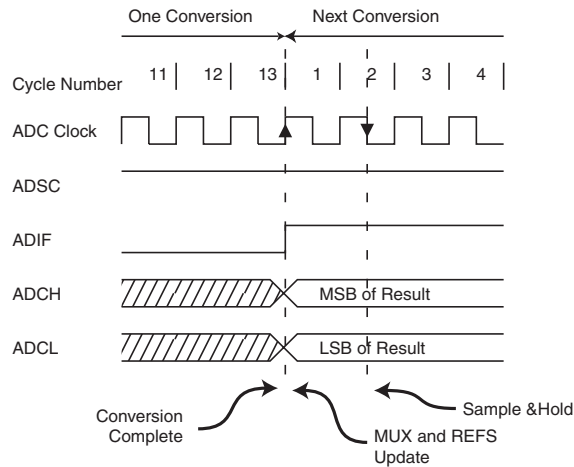 One Conversion Next Conversion
Cycle Number 11 12 13 1 2 3 4
ADC Clock
ADSC
ADIF
ADCH MSB of Result
ADCL LSB of Result
Conversion
Complete
MUX and REFS
Update
Sample &Hold